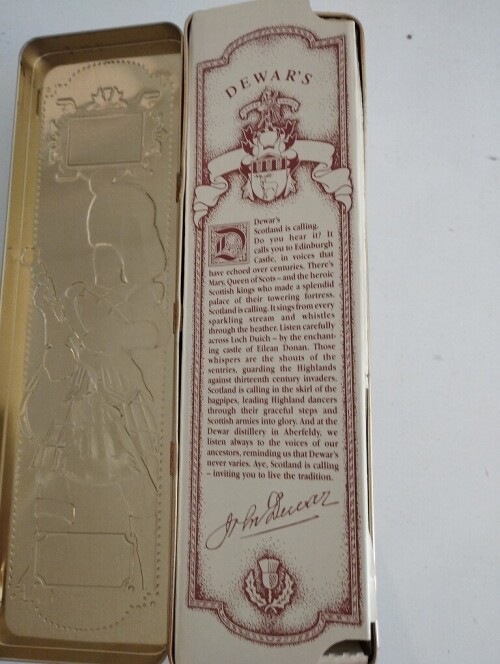 DEWAR'S
Dewar's
Scotland is calling.
Do you hear it? It
calls you to Edinburgh
Castle, in voices that
have echoed over centuries. There's
Mary, Queen of Scots – and the heroic
Scottish kings who made a splendid
palace of their towering fortress.
Scotland is calling. It sings from every
sparkling stream and whistles
through the heather. Listen carefully
across Loch Duich – by the enchant-
ing castle of Eilean Donan. Those
whispers are the shouts of the
sentries, guarding the Highlands
against thirteenth century invaders.
Scotland is calling in the skirl of the
bagpipes, leading Highland dancers
through their graceful steps and
Scottish armies into glory. And at the
Dewar distillery in Aberfeldy, we
listen always to the voices of our
ancestors, reminding us that Dewar's
never varies. Aye, Scotland is calling
– inviting you to live the tradition.
John Dewar